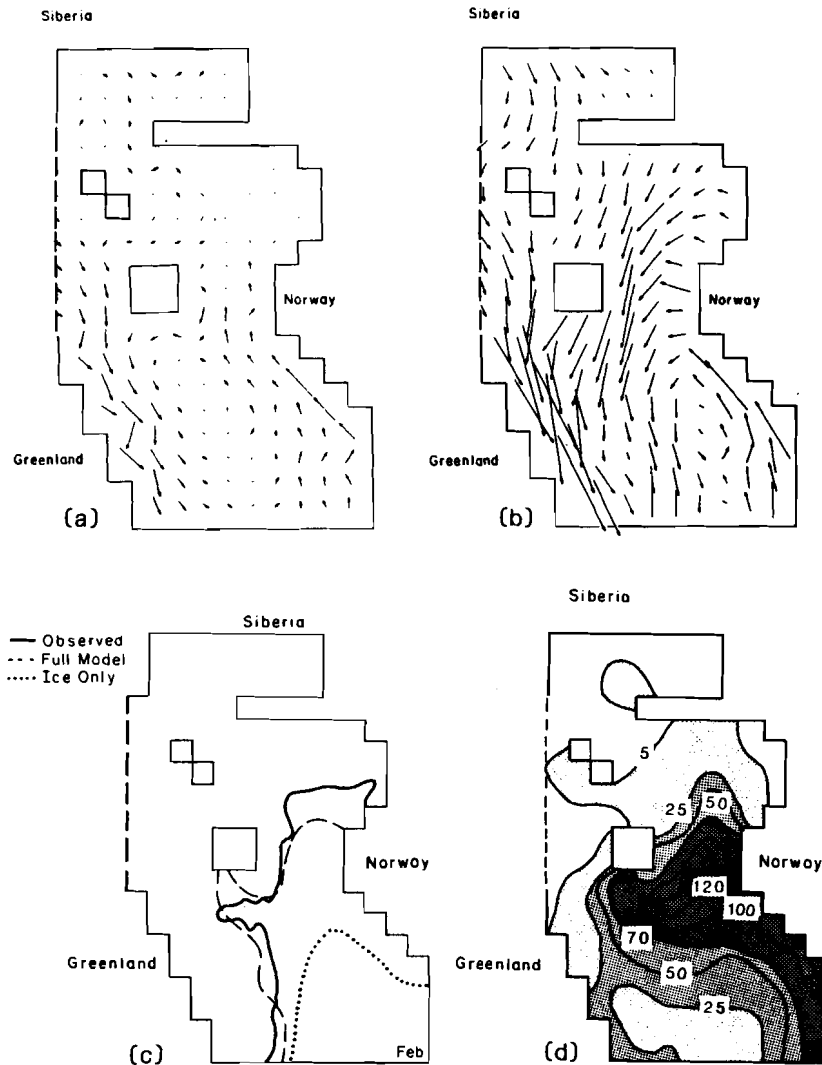 Siberia
Norway
Greenland
(a)
Siberia
Norway
Greenland
(b)
Siberia
Observed
Full Model
Ice Only
Norway
Greenland
Feb
(c)
Siberia
5
25
50
Norway
120
100
70
Greenland
50
25
(d)